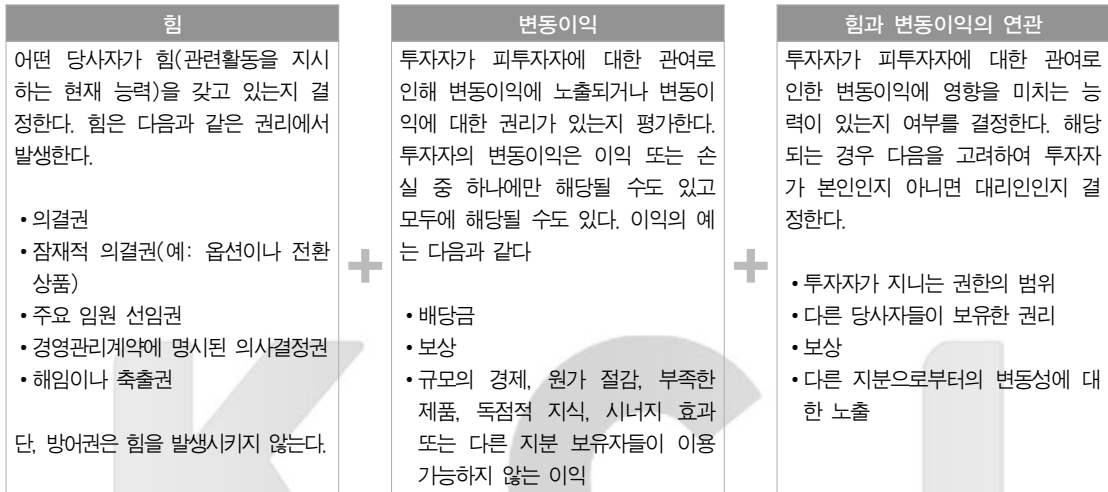 힘
어떤 당사자가 힘(관련활동을 지시
하는 현재 능력)을 갖고 있는지 결
정한다. 힘은 다음과 같은 권리에서
발생한다.
• 의결권
• 잠재적 의결권(예: 옵션이나 전환
상품)
• 주요 임원 선임권
• 경영관리계약에 명시된 의사결정권
• 해임이나 축출권
단, 방어권은 힘을 발생시키지 않는다.
+
변동이익
투자자가 피투자자에 대한 관여로
인해 변동이익에 노출되거나 변동이
익에 대한 권리가 있는지 평가한다.
투자자의 변동이익은 이익 또는 손
실 중 하나에만 해당될 수도 있고
모두에 해당될 수도 있다. 이익의 예
는 다음과 같다
• 배당금
• 보상
• 규모의 경제, 원가 절감, 부족한
제품, 독점적 지식, 시너지 효과
또는 다른 지분 보유자들이 이용
가능하지 않는 이익
+
힘과 변동이익의 연관
투자자가 피투자자에 대한 관여로
인한 변동이익에 영향을 미치는 능
력이 있는지 여부를 결정한다. 해당
되는 경우 다음을 고려하여 투자자
가 본인인지 아니면 대리인인지 결
정한다.
• 투자자가 지니는 권한의 범위
• 다른 당사자들이 보유한 권리
• 보상
• 다른 지분으로부터의 변동성에 대
한 노출